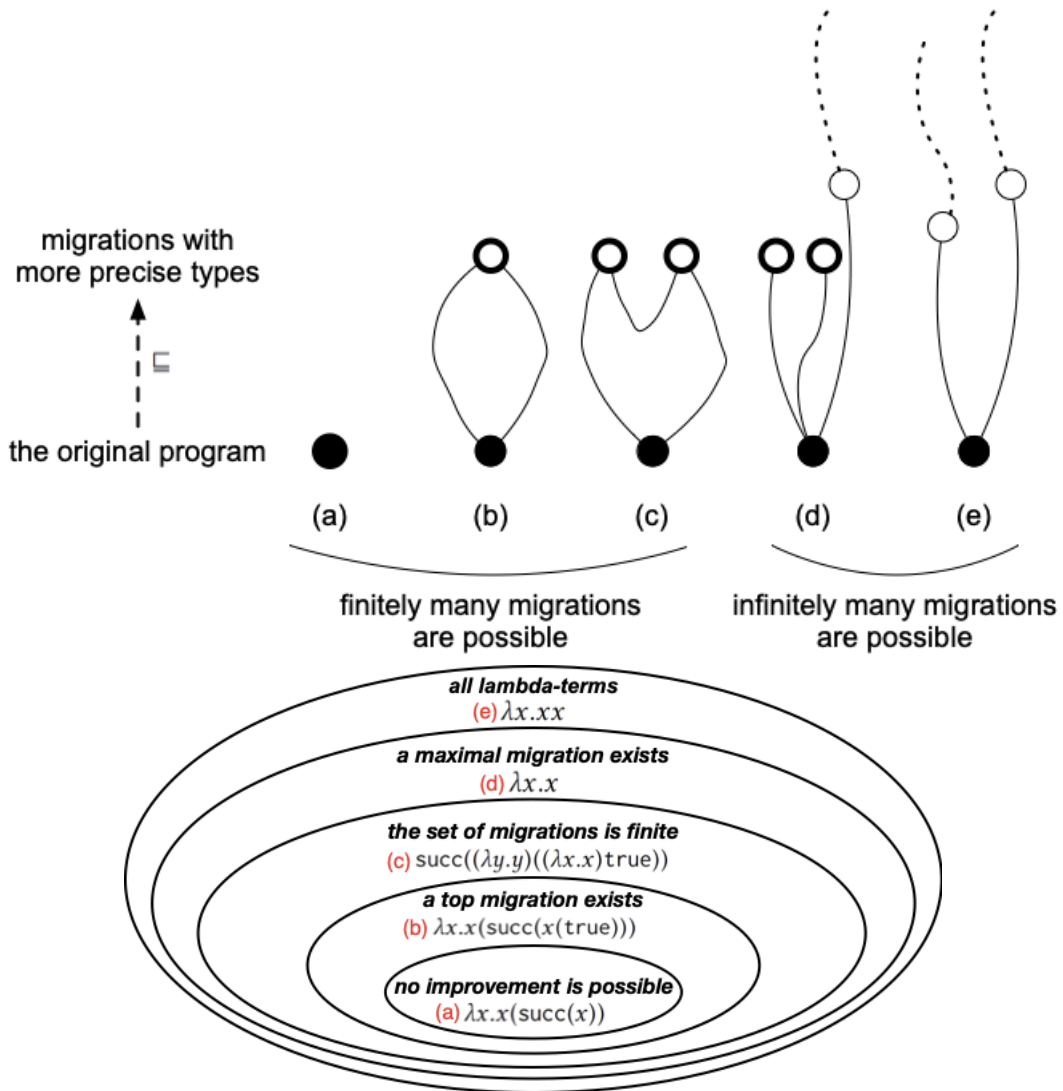 migrations with
more precise types
⊑
the original program
(a)
(b)
(c)
(d)
(e)
finitely many migrations
are possible
infinitely many migrations
are possible
all lambda-terms
(e) λx.xx
a maximal migration exists
(d) λx.x
the set of migrations is finite
(c) succ((λy.y)((λx.x)true))
a top migration exists
(b) λx.x(succ(x(true)))
no improvement is possible
(a) λx.x(succ(x))